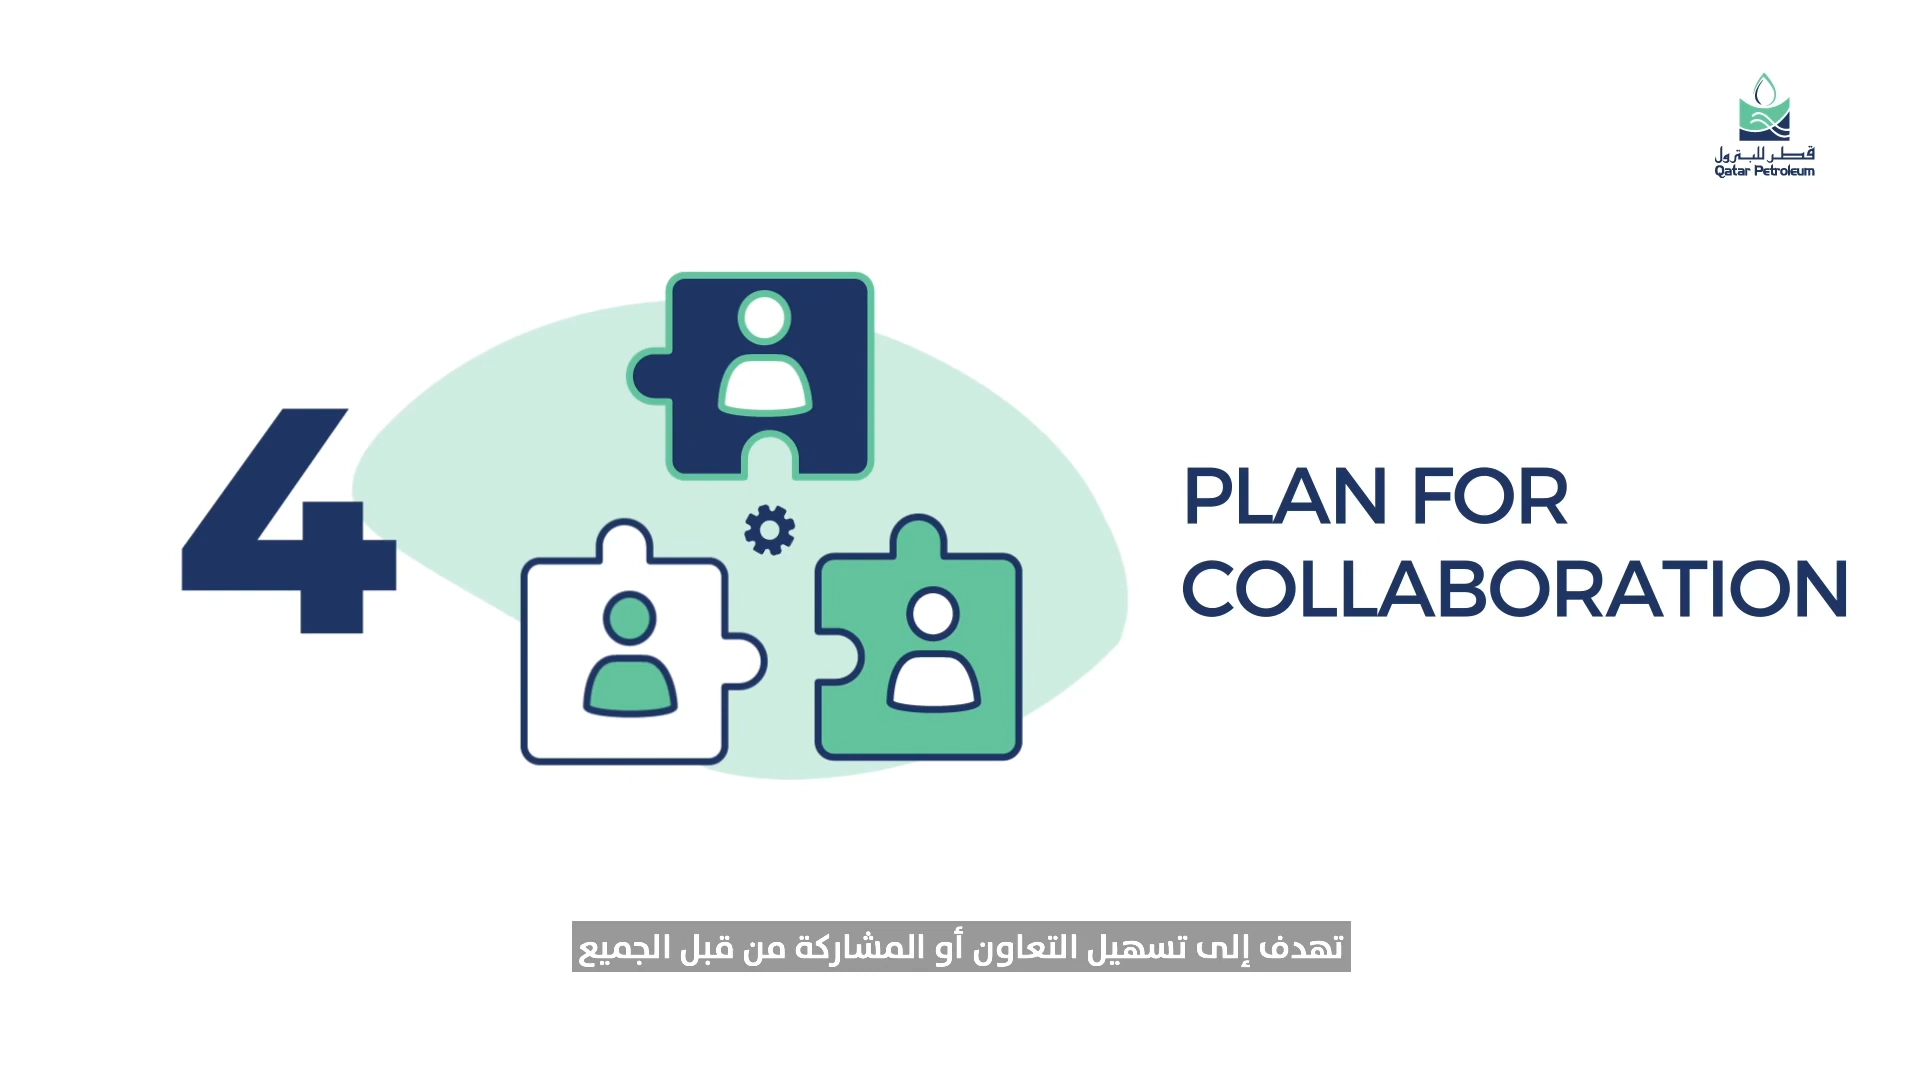 قطر للبترول
Qatar Petroleum
4
PLAN FOR
COLLABORATION
تهدف إلى تسهيل التعاون أو المشاركة من قبل الجميع